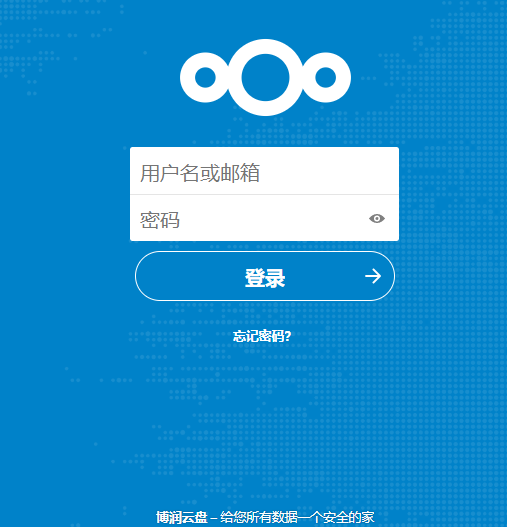 用户名或邮箱
密码
登录
忘记密码?
博润云盘 – 给您所有数据一个安全的家